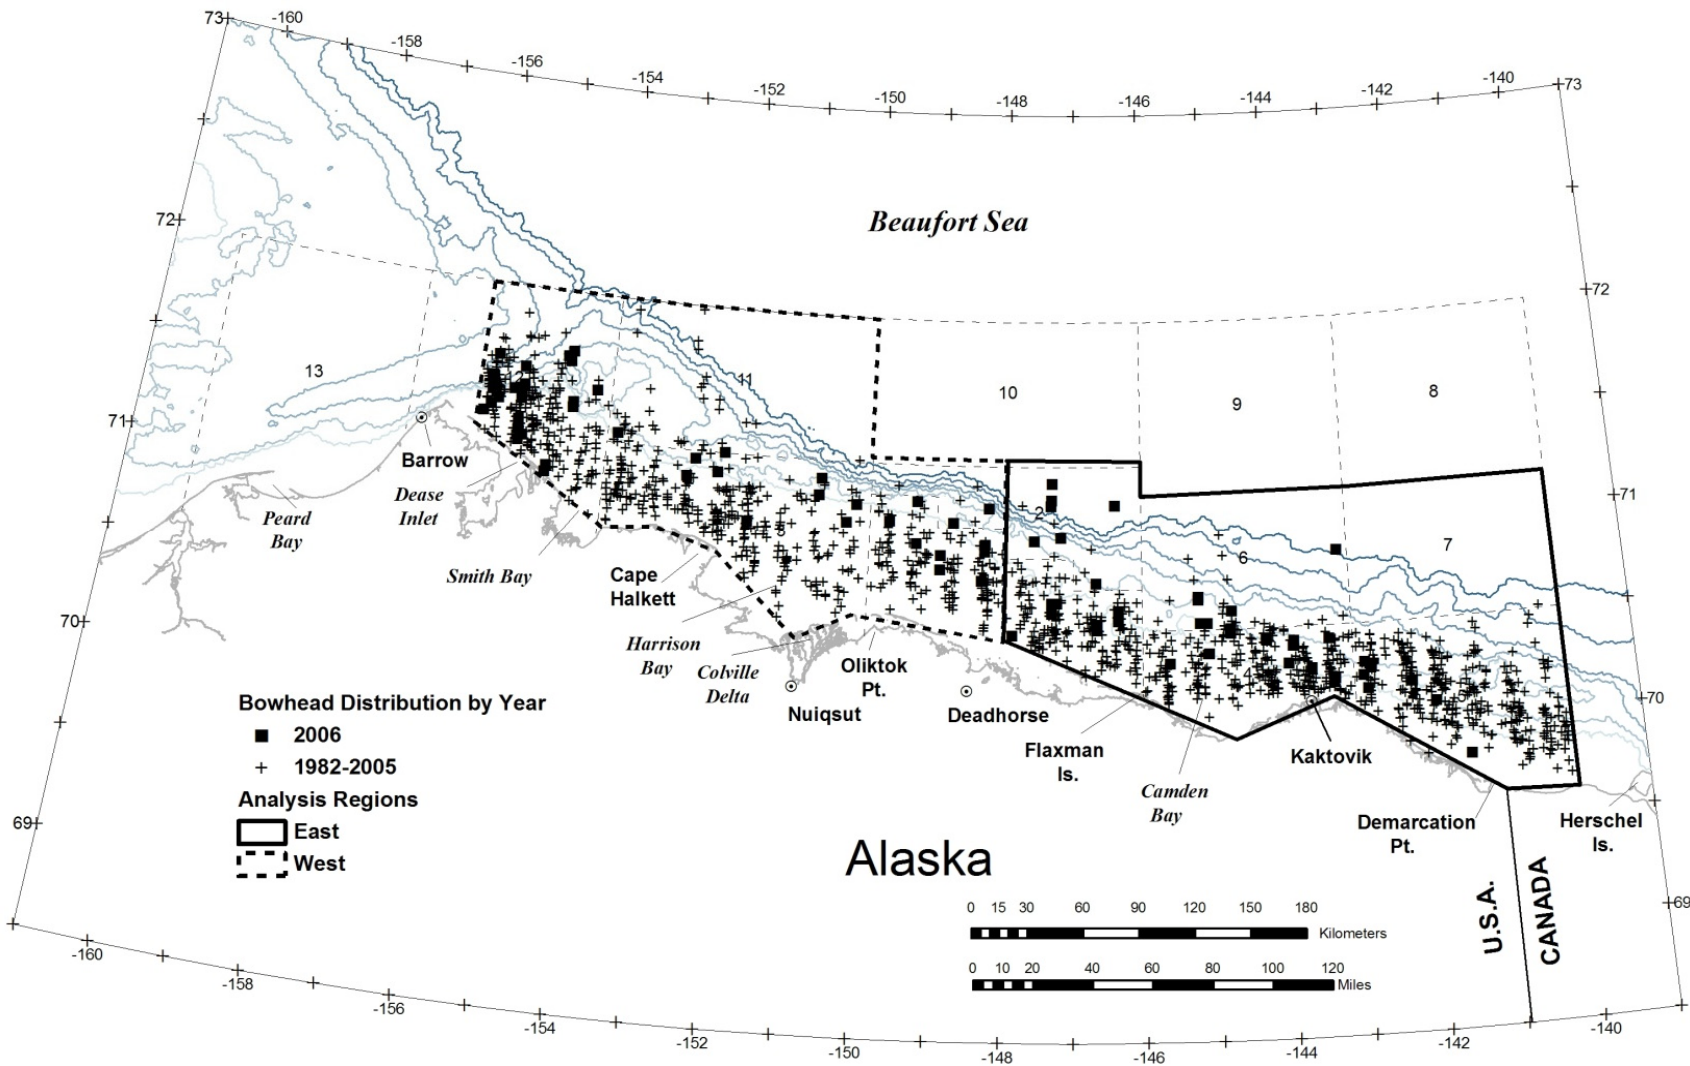 73
-160
-158
-156
-154
-152
-150
-148
-146
-144
-142
-140
73
72
Beaufort Sea
72
13
11
10
9
8
71
Barrow
Dease
Inlet
Peard
Bay
Smith Bay
Cape
Halkett
2
6
7
71
3
4
5
70
Harrison
Bay
Colville
Delta
Oliktok
Pt.
Nuiqsut
Deadhorse
Flaxman
Is.
Camden
Bay
Kaktovik
Demarcation
Pt.
Herschel
Is.
70
Bowhead Distribution by Year
2006
1982-2005
Analysis Regions
East
West
69
Alaska
U.S.A.
CANADA
69
0 15 30 60 90 120 150 180
Kilometers
0 10 20 40 60 80 100 120
Miles
-160
-158
-156
-154
-152
-150
-148
-146
-144
-142
-140